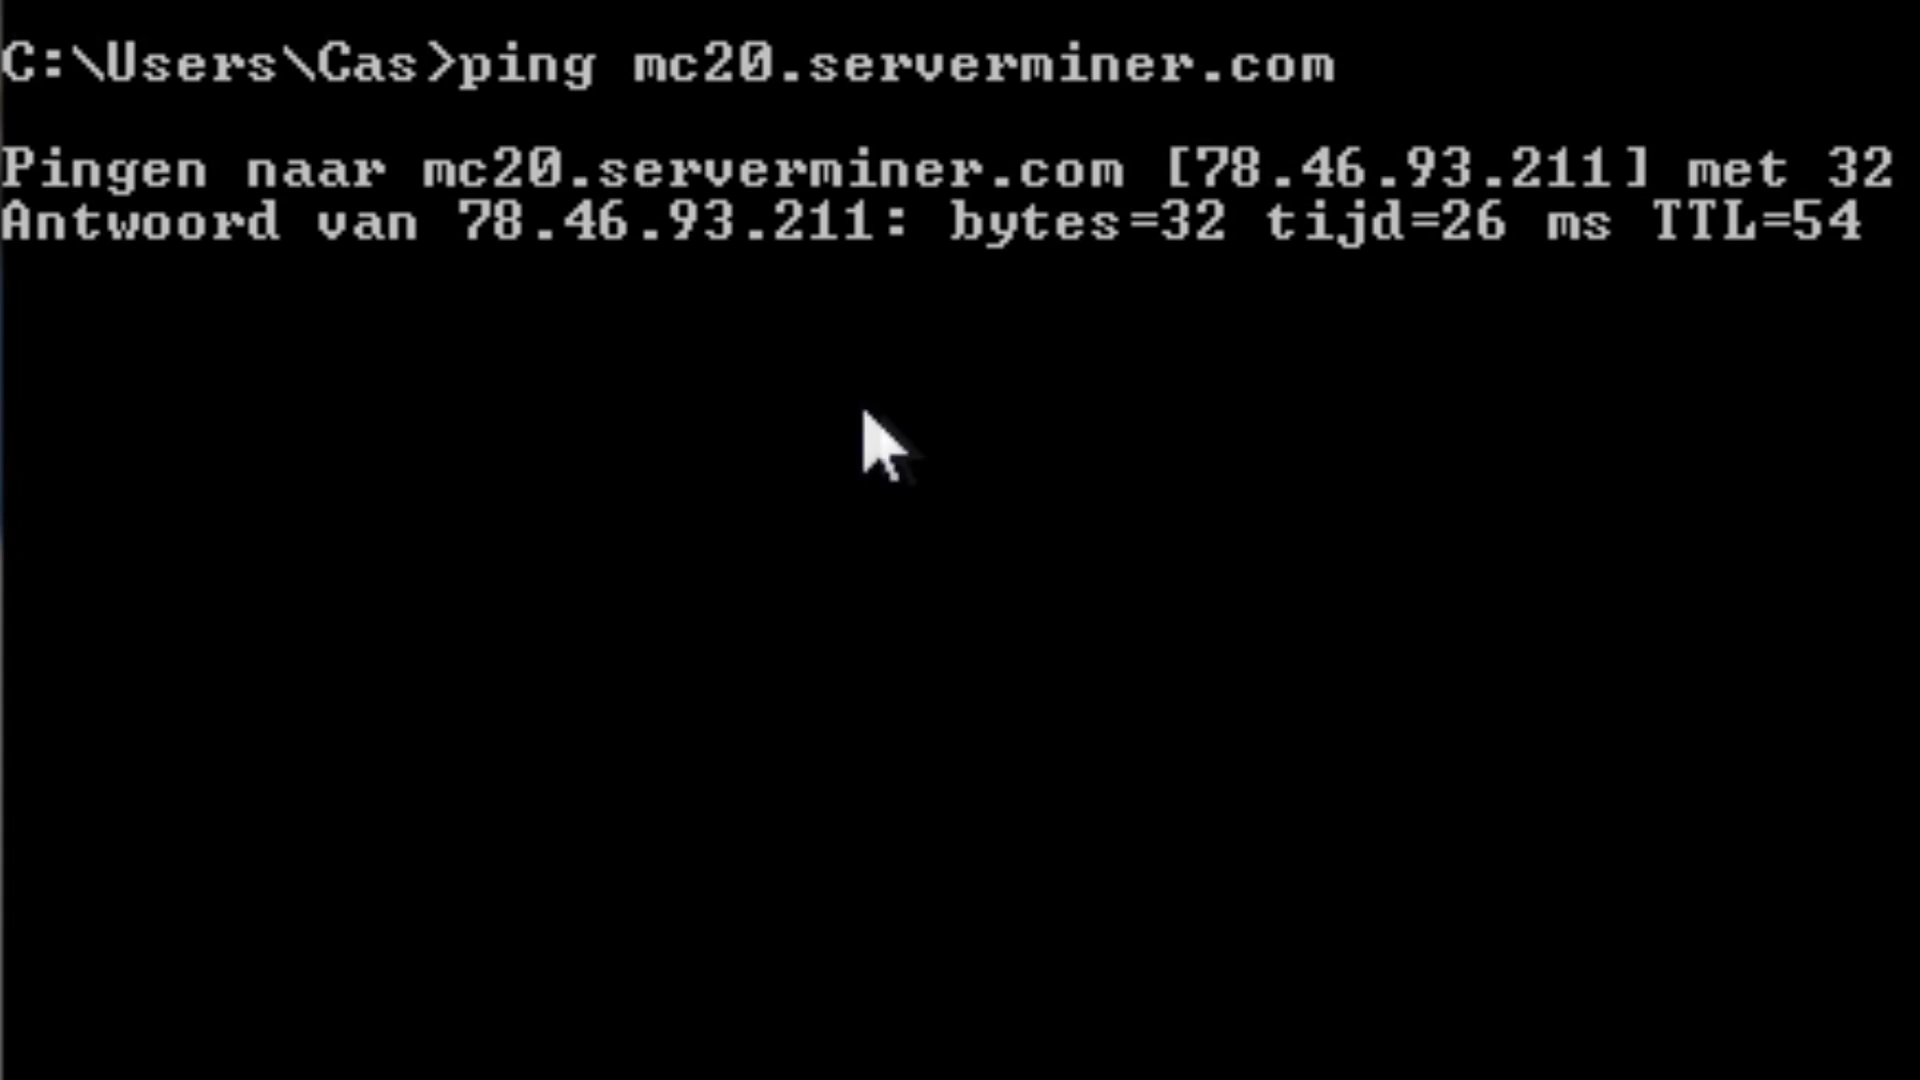 C:\Users\Cas>ping mc20.serverminer.com
Pingen naar mc20.serverminer.com [78.46.93.211] met 32
Antwoord van 78.46.93.211: bytes=32 tijd=26 ms TTL=54